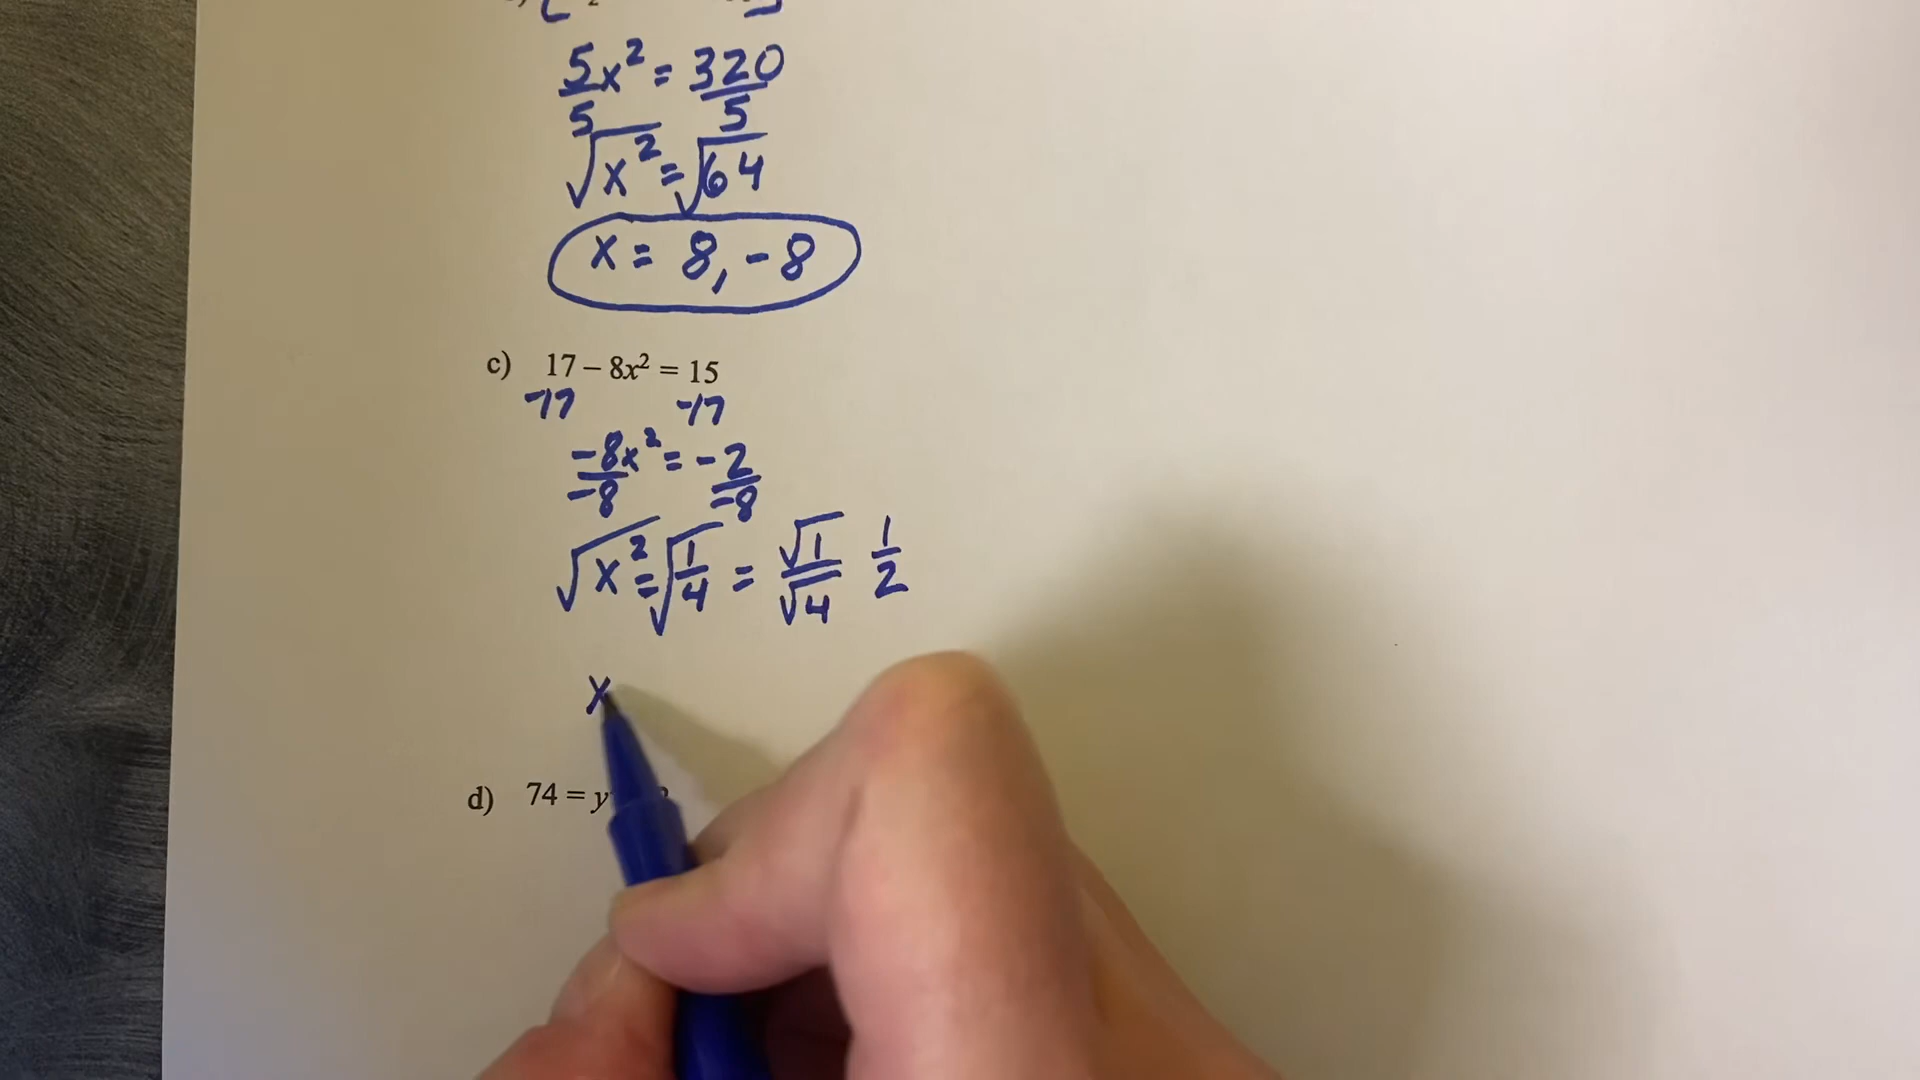 5x² = 320
5 5
√x² = √64
x = 8, -8
c) 17 – 8x² = 15
-17 -17
-8x² = -2
-8 -8
√x² = √1/4 = √1/√4 1/2
x
d) 74 = y